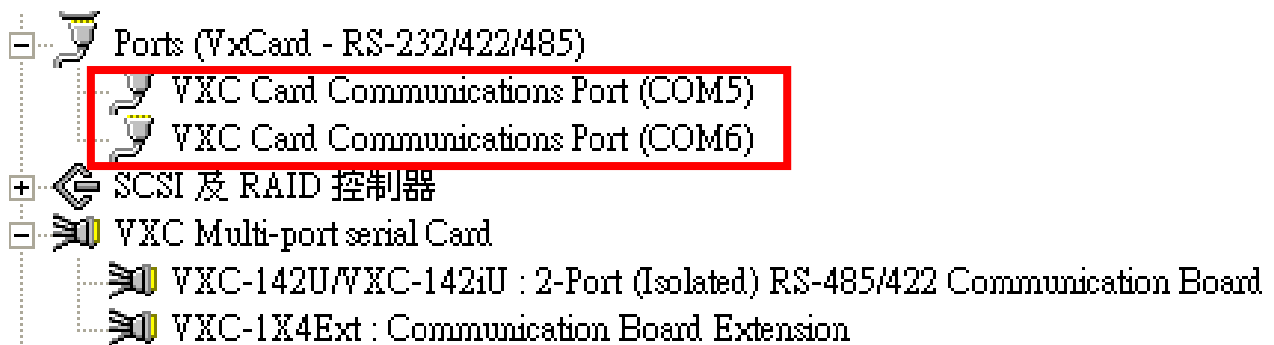 Ports (VxCard - RS-232/422/485)
VXC Card Communications Port (COM5)
VXC Card Communications Port (COM6)
SCSI 及 RAID 控制器
VXC Multi-port serial Card
VXC-142U/VXC-142iU : 2-Port (Isolated) RS-485/422 Communication Board
VXC-1X4Ext : Communication Board Extension